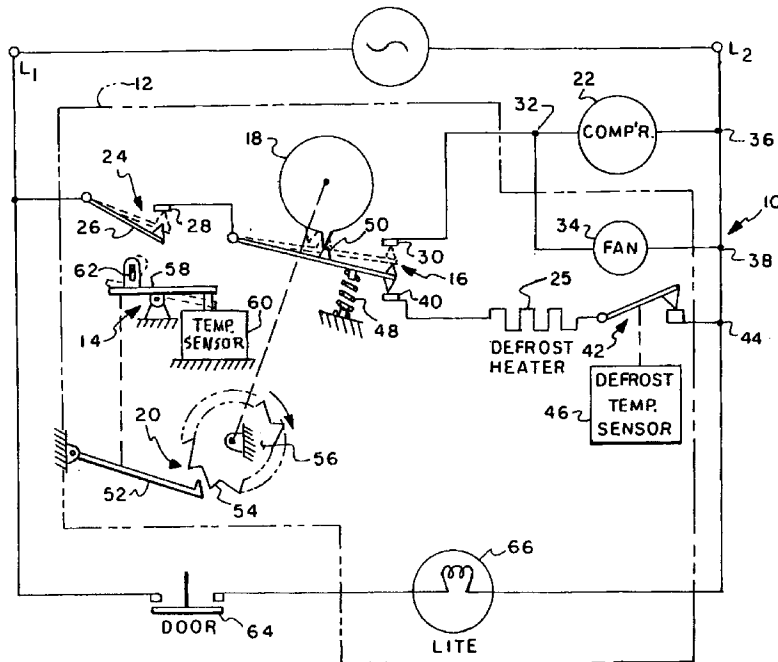 L1
12
L2
22
32
COMP'R.
36
18
24
10
34
28
50
30
FAN
26
38
16
62
58
40
25
48
60
14
TEMP.
SENSOR
DEFROST
HEATER
42
44
DEFROST
TEMP.
SENSOR
46
20
56
52
54
66
DOOR
64
LITE